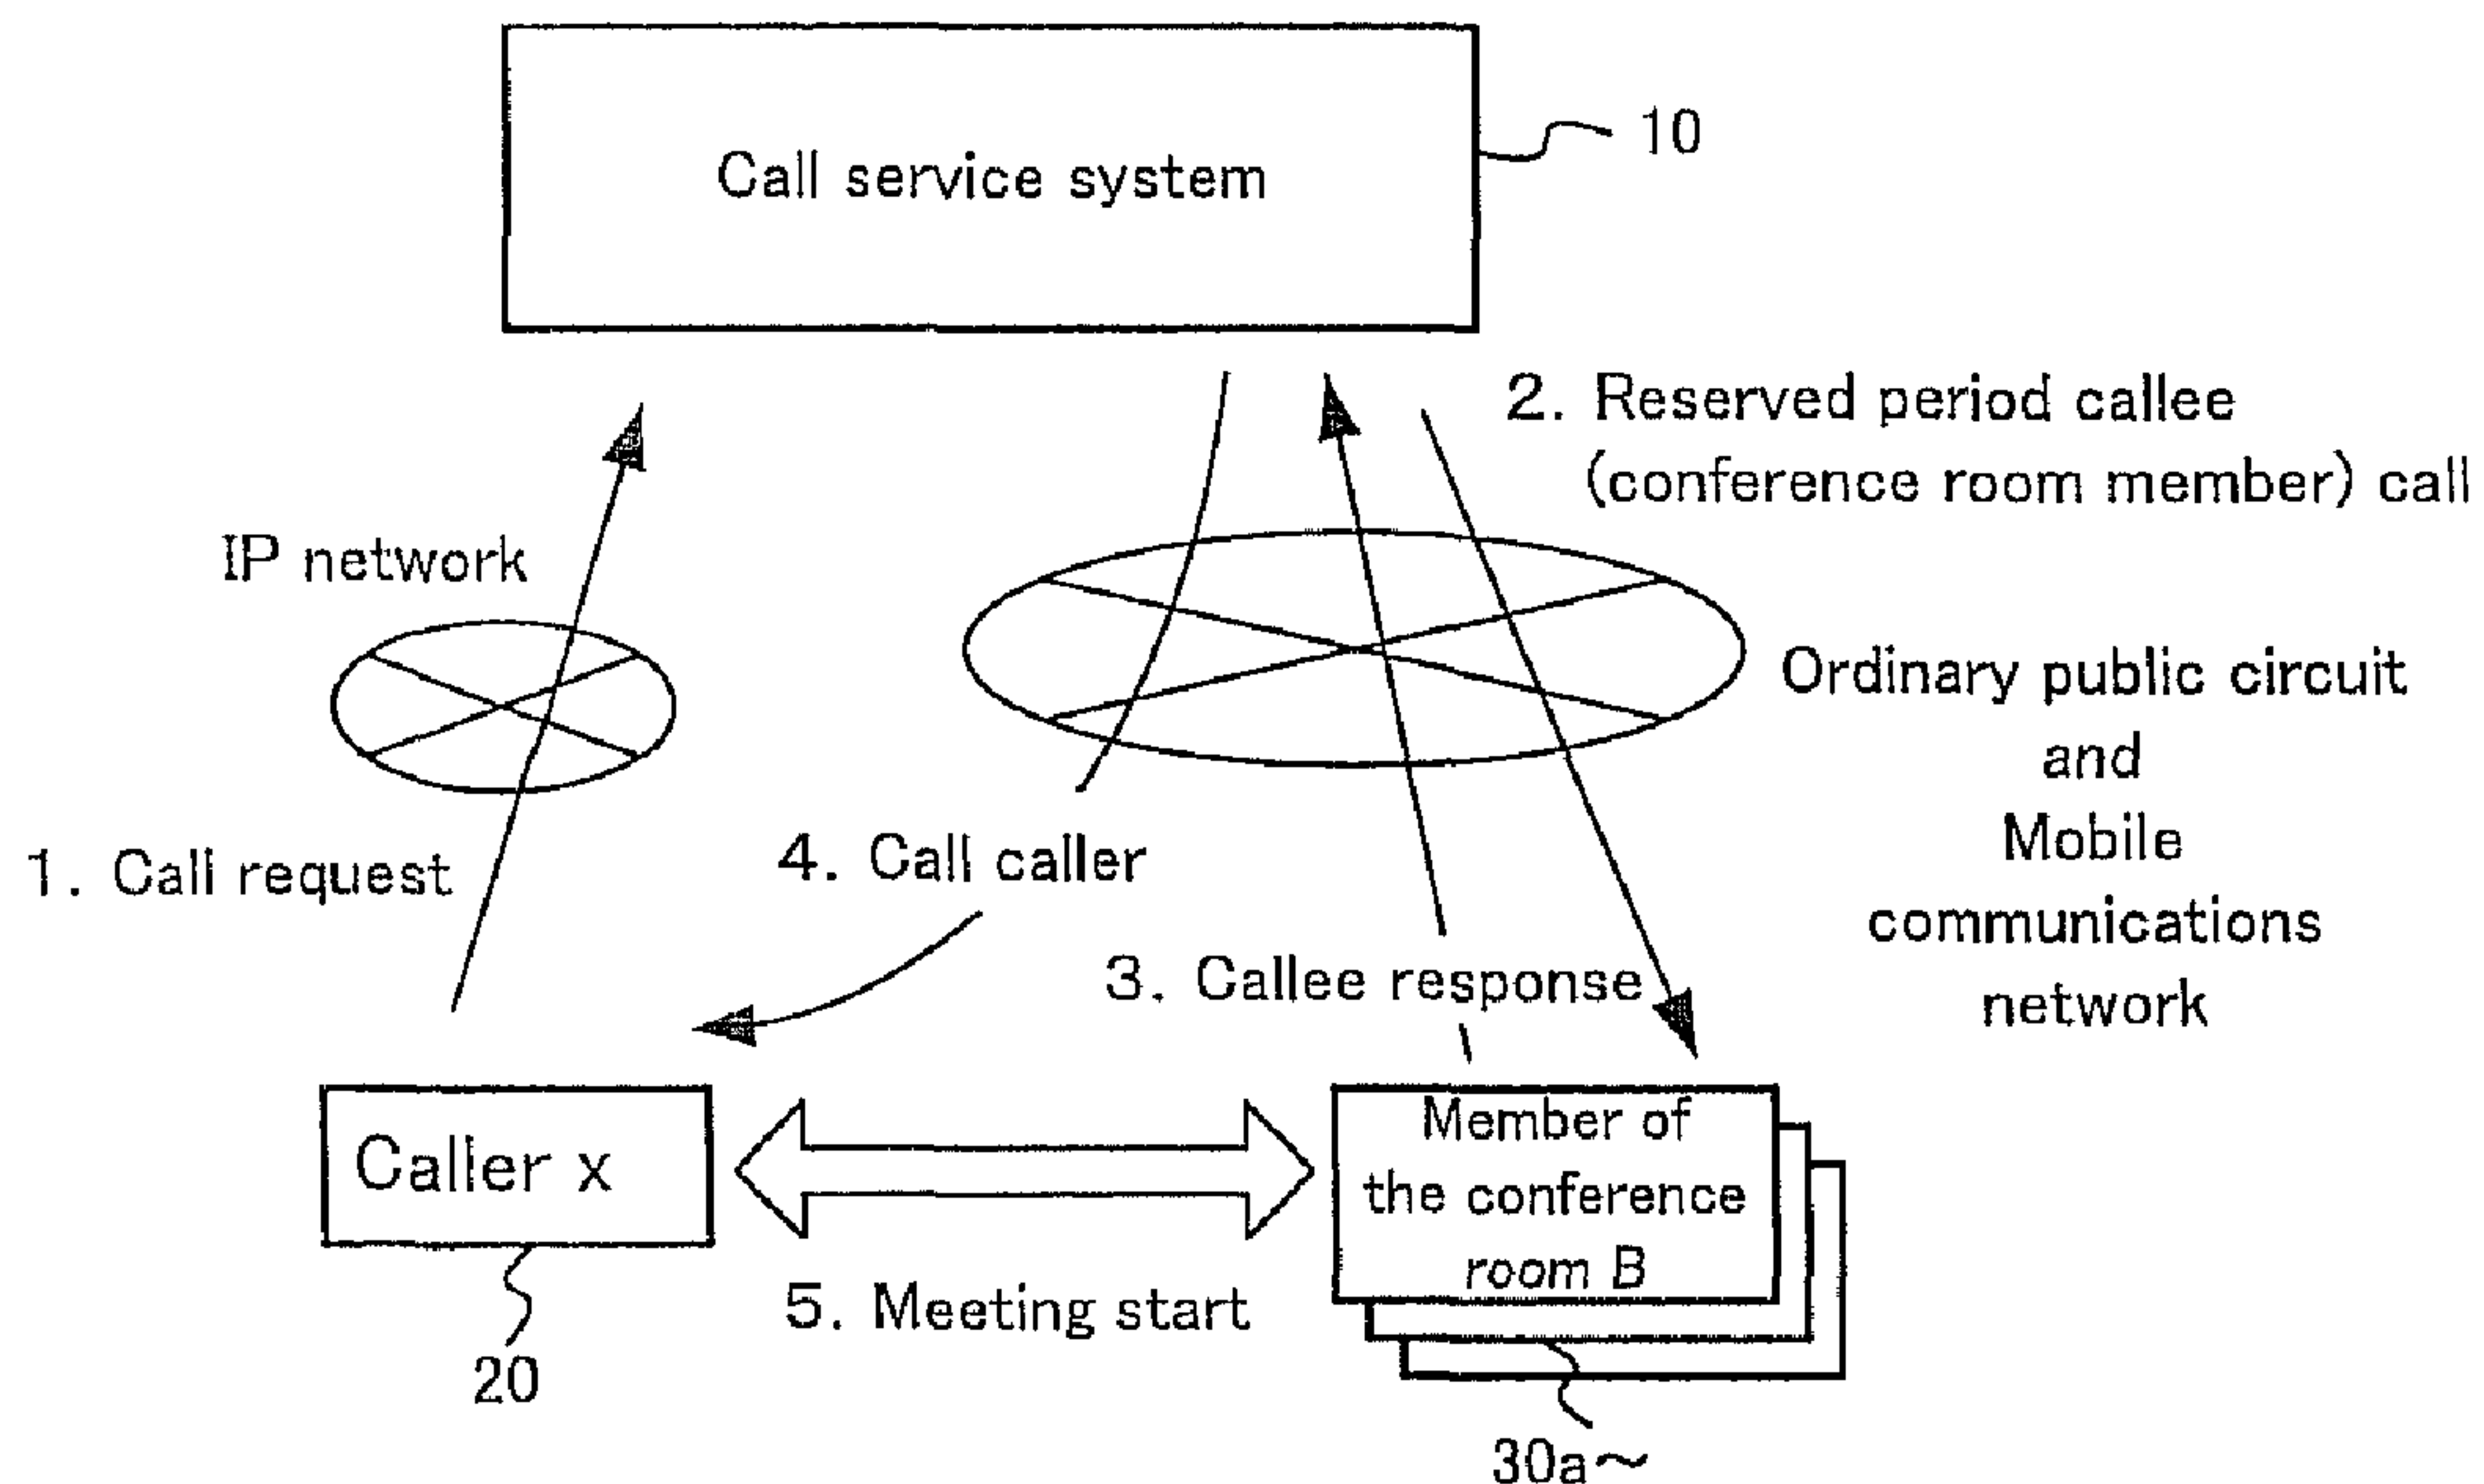 Call service system
10
2. Reserved period callee
(conference room member) call
IP network
Ordinary public circuit
and
Mobile
communications
network
1. Call request
4. Call caller
3. Callee response
Caller x
Member of
the conference
room B
5. Meeting start
20
30a~